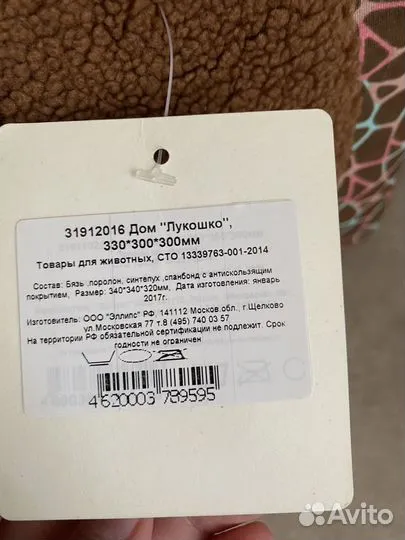 31912016 Дом "Лукошко",
330*300*300мм
Товары для животных, СТО 13339763-001-2014
Состав: Бязь ,поролон, синтепух ,спанбонд с антискользящим
покрытием, Размер: 340*340*320мм, Дата изготовления: январь
2017г.
Изготовитель: ООО "Эллипс" РФ, 141112 Москов.обл., г.Щелково
ул.Московская 77 т.8 (495) 740 03 57
На территории РФ обязательной сертификации не подлежит. Срок
годности не ограничен
4 620003 789595
Avito